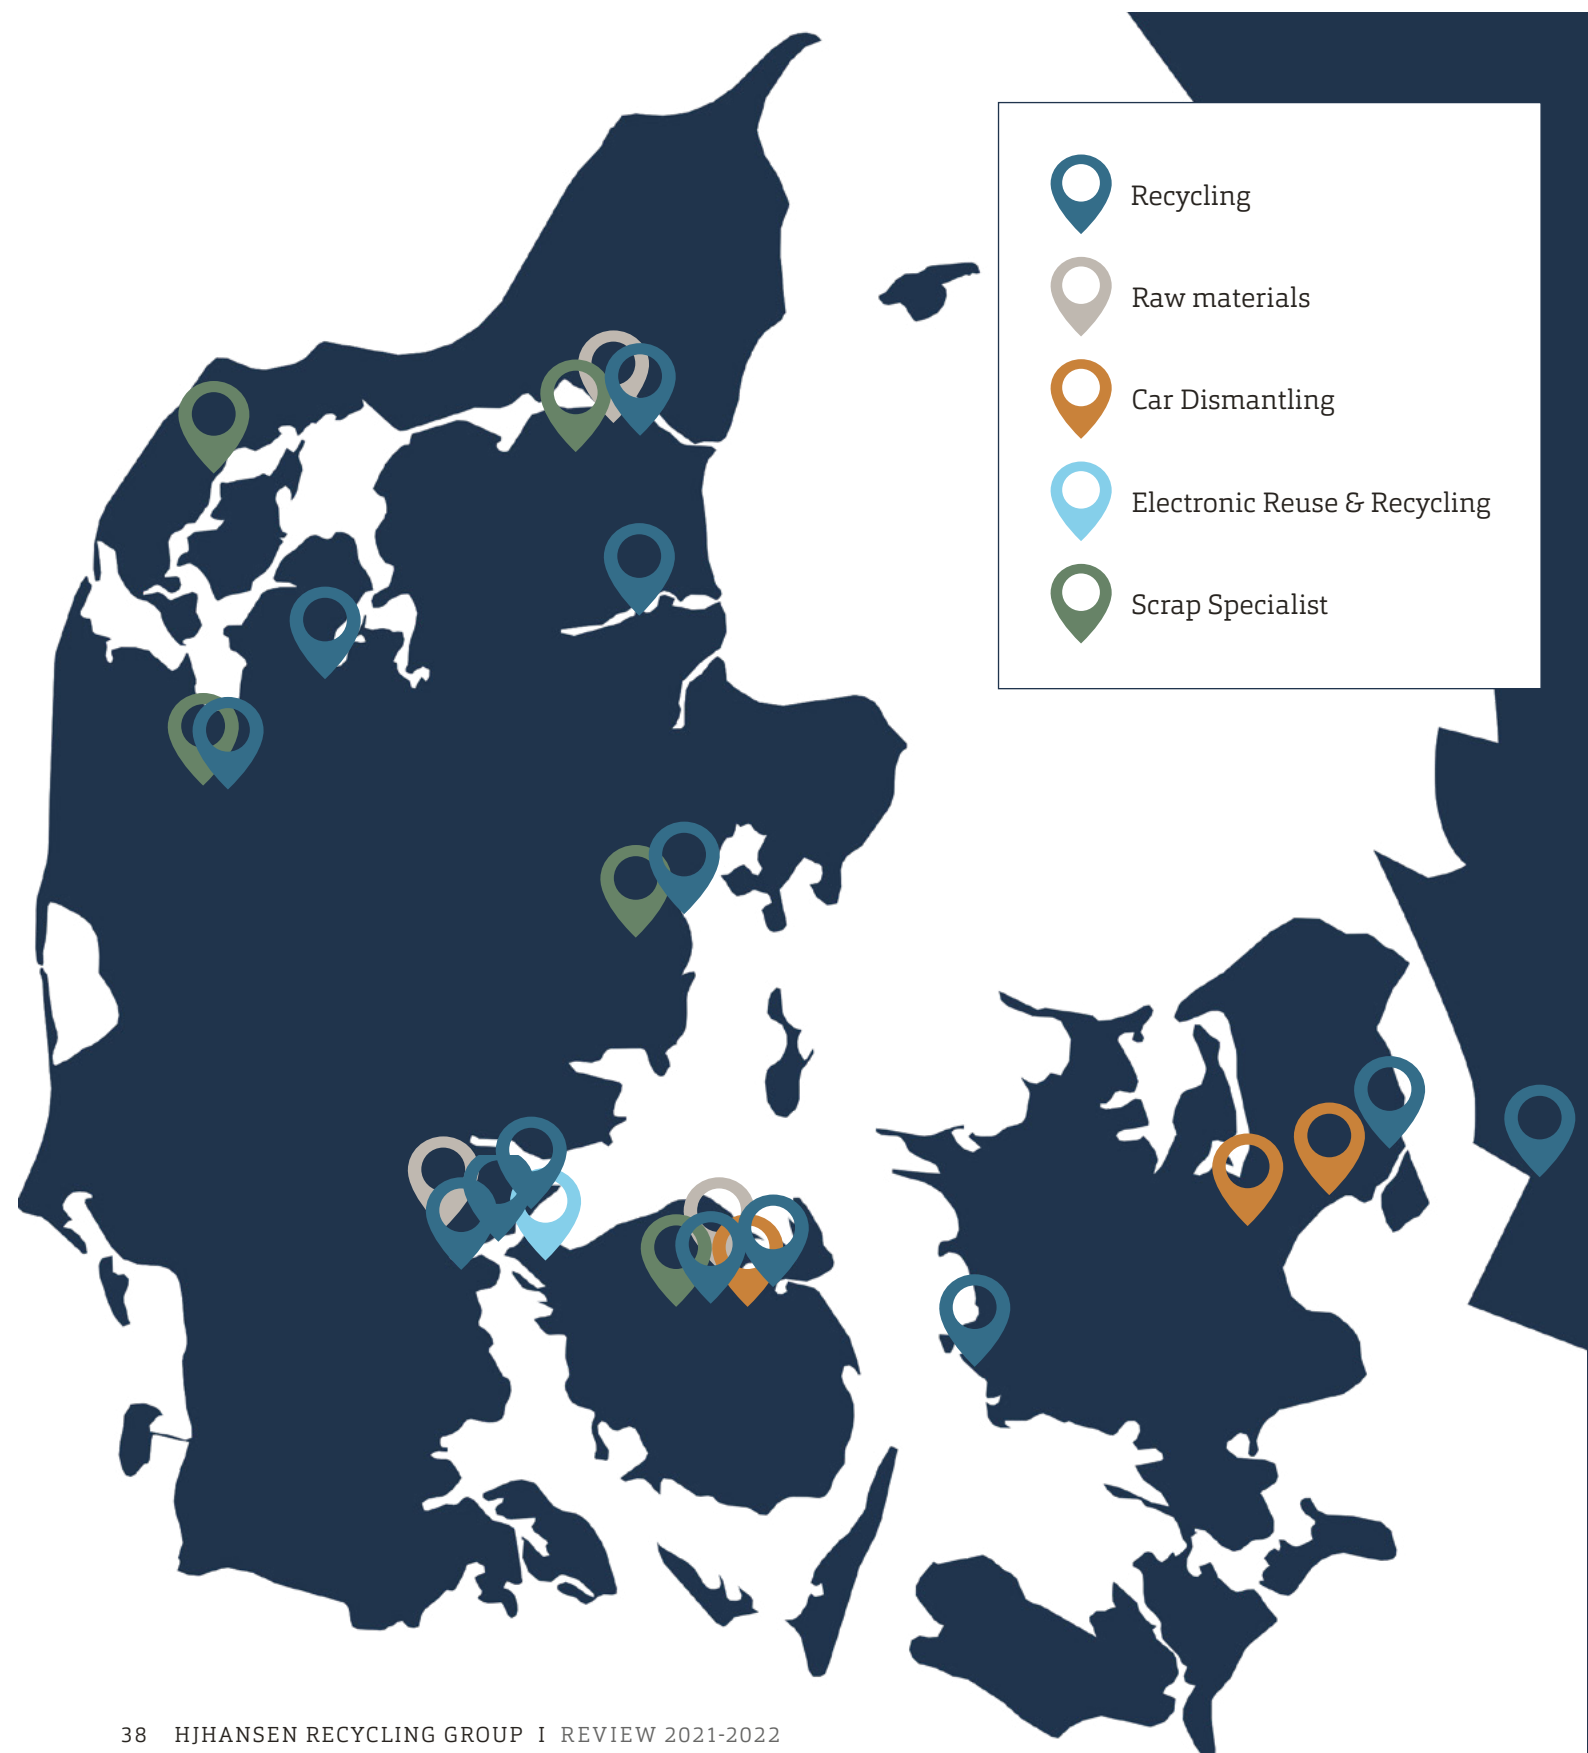 Recycling
Raw materials
Car Dismantling
Electronic Reuse & Recycling
Scrap Specialist
38 HJHANSEN RECYCLING GROUP I REVIEW 2021-2022